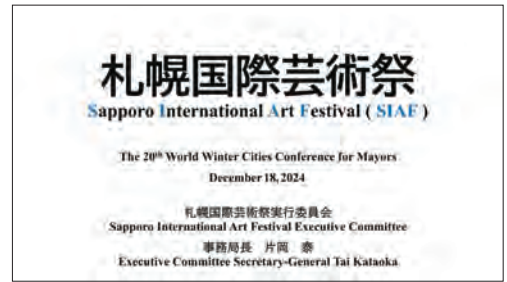 札幌国際芸術祭
Sapporo International Art Festival ( SIAF )
The 20th World Winter Cities Conference for Mayors
December 18, 2024
札幌国際芸術祭実行委員会
Sapporo International Art Festival Executive Committee
事務局長 片岡 泰
Executive Committee Secretary-General Tai Kataoka